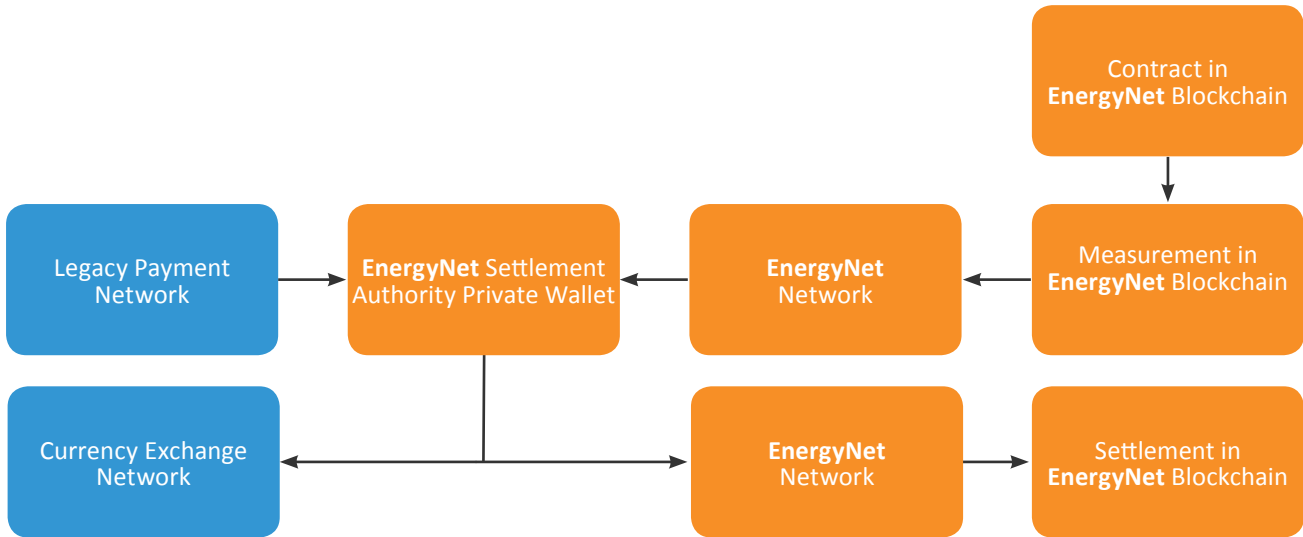 Contract in
EnergyNet Blockchain
Legacy Payment
Network
EnergyNet Settlement
Authority Private Wallet
EnergyNet
Network
Measurement in
EnergyNet Blockchain
Currency Exchange
Network
EnergyNet
Network
Settlement in
EnergyNet Blockchain